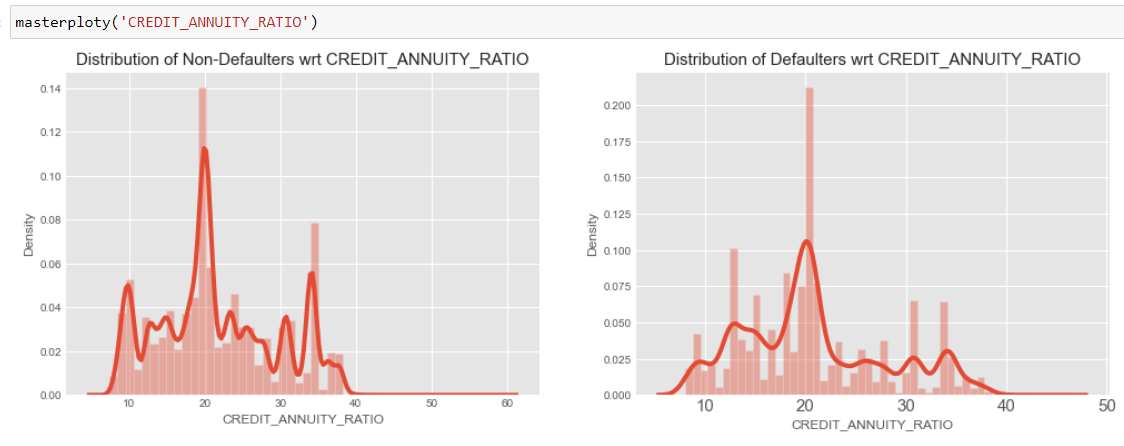 masterploty('CREDIT_ANNUITY_RATIO')
Distribution of Non-Defaulters wrt CREDIT_ANNUITY_RATIO
0.14
0.12
0.10
0.08
0.06
0.04
0.02
0.00
Density
10 20 30 40 50 60
CREDIT_ANNUITY_RATIO
Distribution of Defaulters wrt CREDIT_ANNUITY_RATIO
0.200
0.175
0.150
0.125
0.100
0.075
0.050
0.025
0.000
Density
10 20 30 40 50
CREDIT_ANNUITY_RATIO